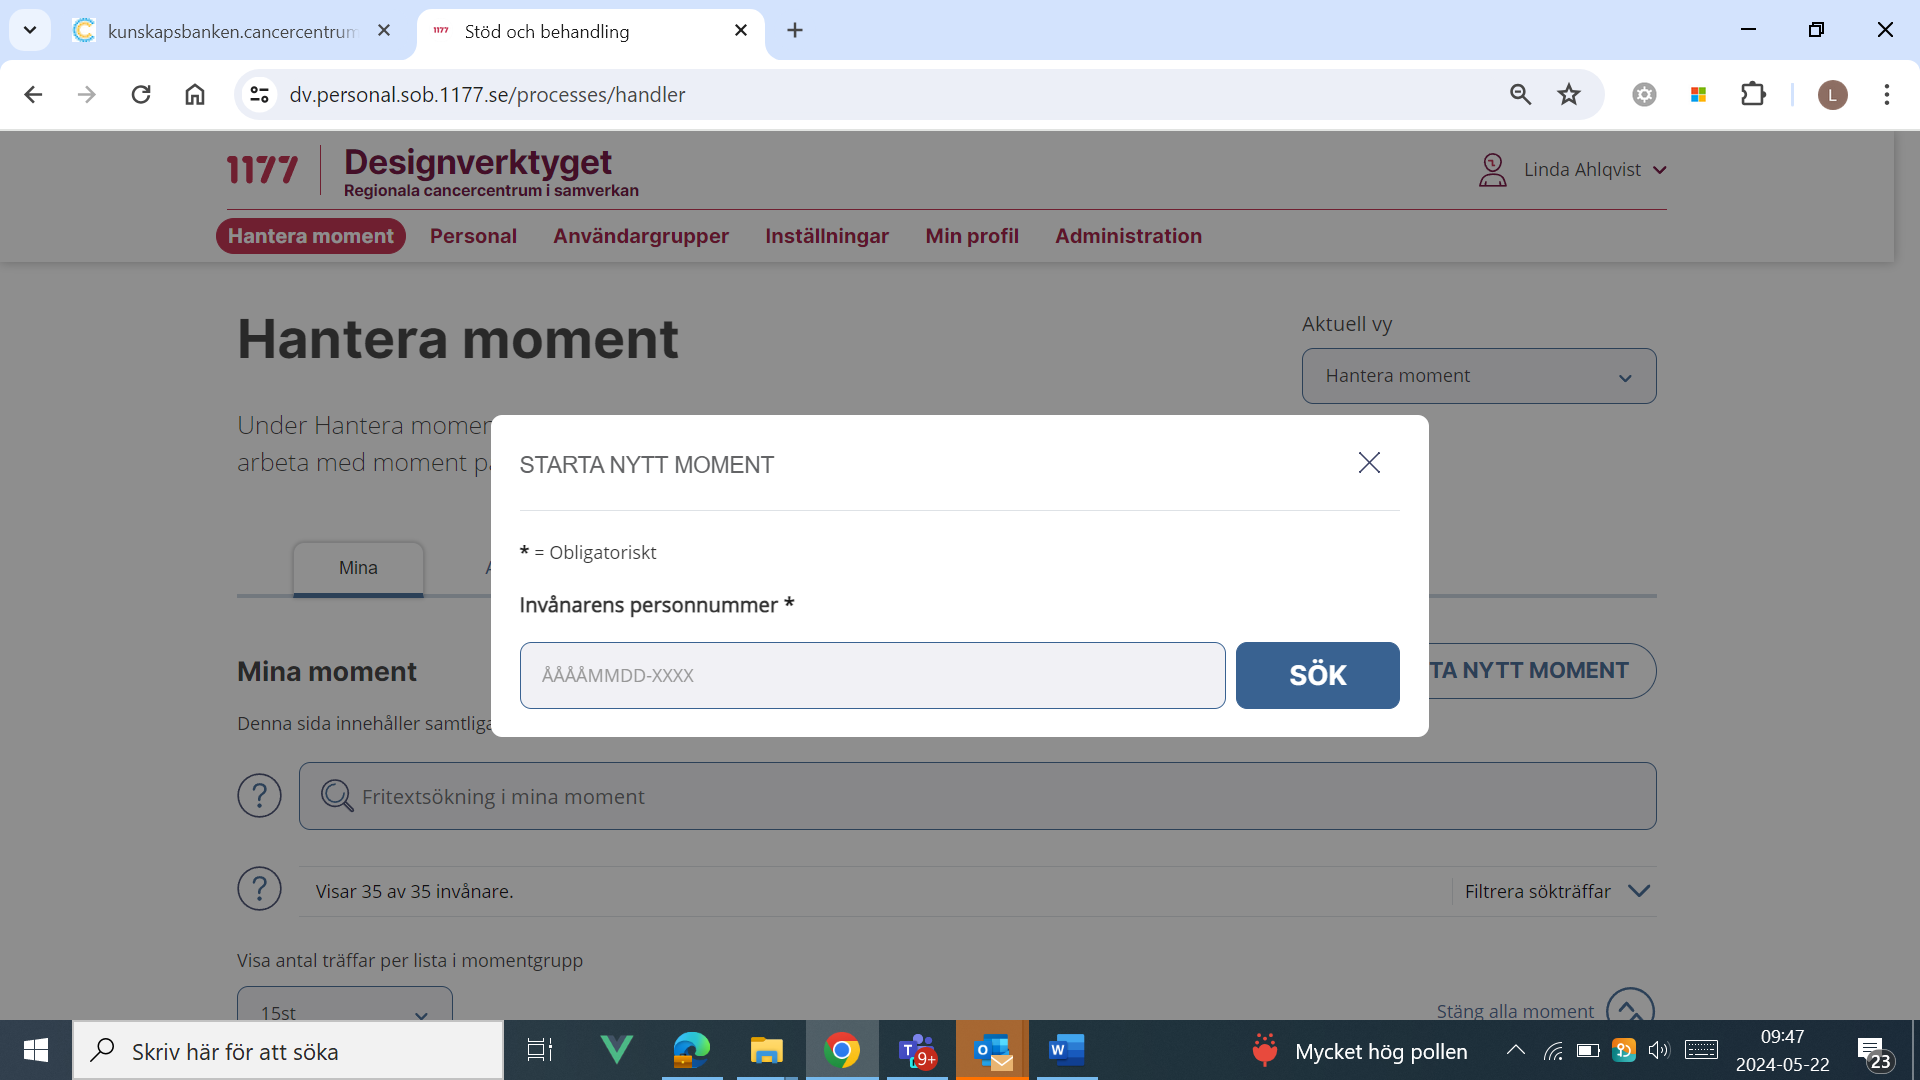 kunskapsbanken.cancercentrum
1177 Stöd och behandling
dv.personal.sob.1177.se/processes/handler
L
1177
Designverktyget
Regionala cancercentrum i samverkan
Linda Ahlqvist
Hantera moment Personal Användargrupper Inställningar Min profil Administration
Hantera moment
Aktuell vy
Hantera moment
Under Hantera momen
arbeta med moment på
STARTA NYTT MOMENT
* = Obligatoriskt
Mina
Invånarens personnummer *
ÅÅÅÅMMDD-XXXX
SÖK
Mina moment
TA NYTT MOMENT
Denna sida innehåller samtliga
? Fritextsökning i mina moment
? Visar 35 av 35 invånare.
Filtrera sökträffar
Visa antal träffar per lista i momentgrupp
15st
Stäng alla moment
Skriv här för att söka
T 9+
O
W
Mycket hög pollen
09:47
2024-05-22
23